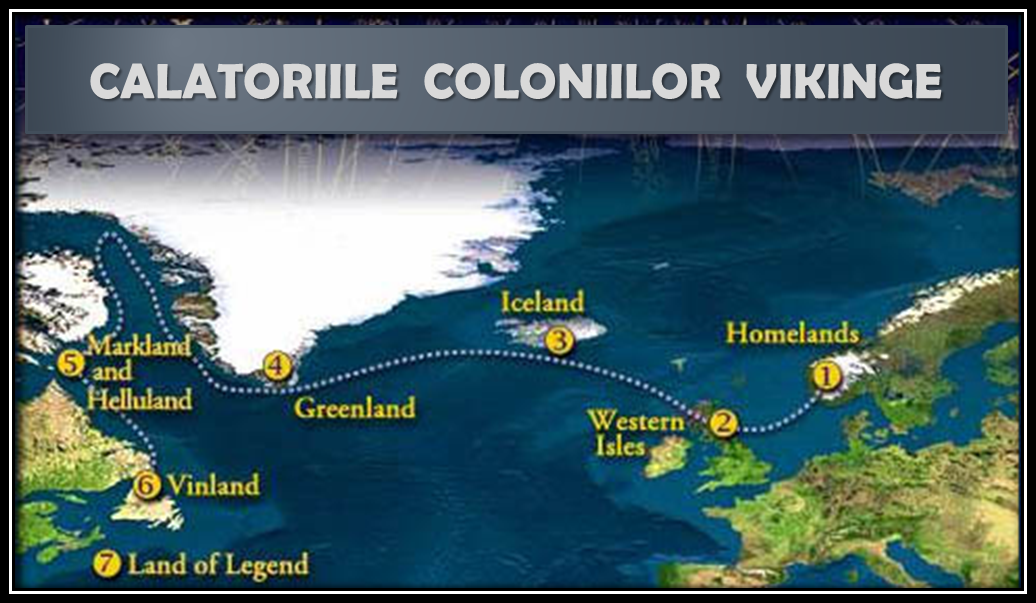 CALATORIILE COLONIILOR VIKINGE
Iceland
3
Homelands
1
Markland
5 and
Helluland
4
Greenland
Western
Isles
2
6 Vinland
7 Land of Legend